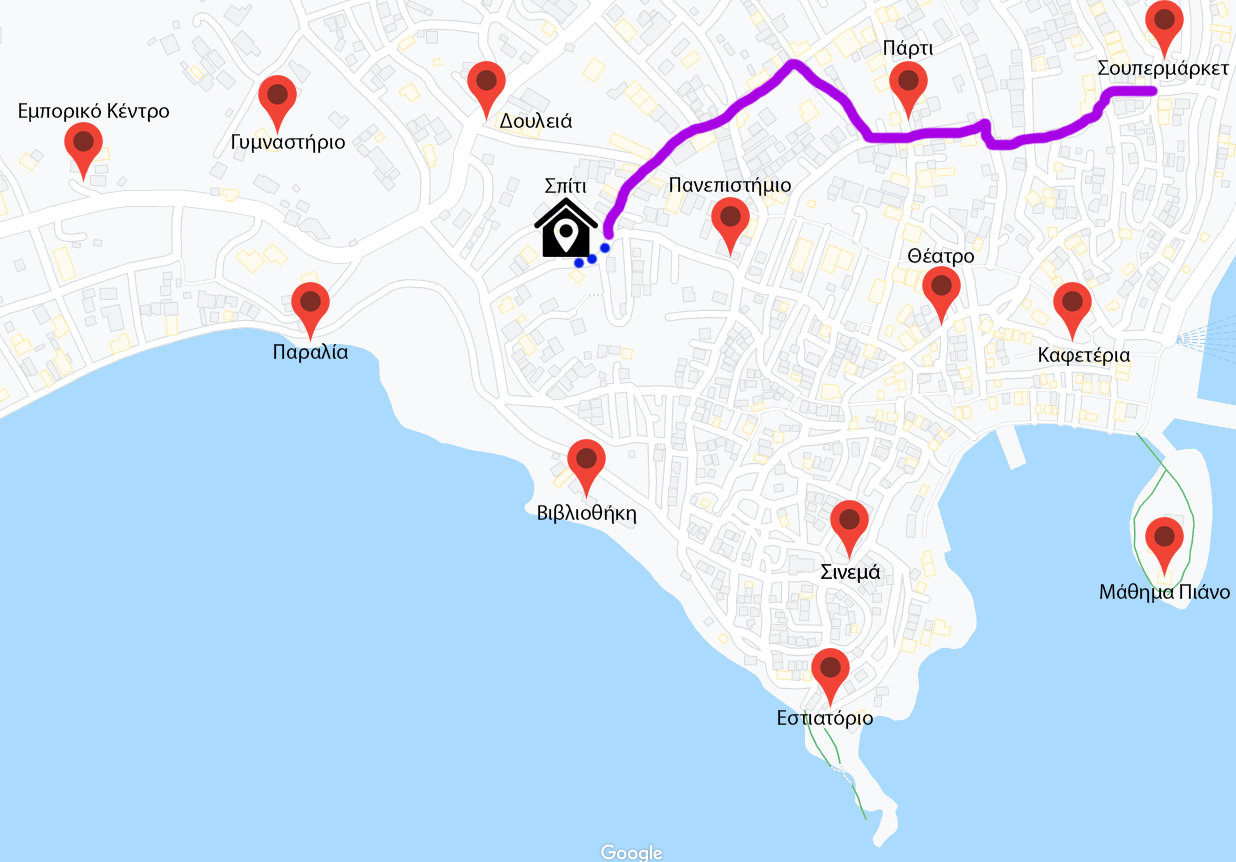 Πάρτι
Σουπερμάρκετ
Εμπορικό Κέντρο
Γυμναστήριο
Δουλειά
Σπίτι
Πανεπιστήμιο
Θέατρο
Παραλία
Καφετέρια
Βιβλιοθήκη
Σινεμά
Μάθημα Πιάνο
Εστιατόριο
Google